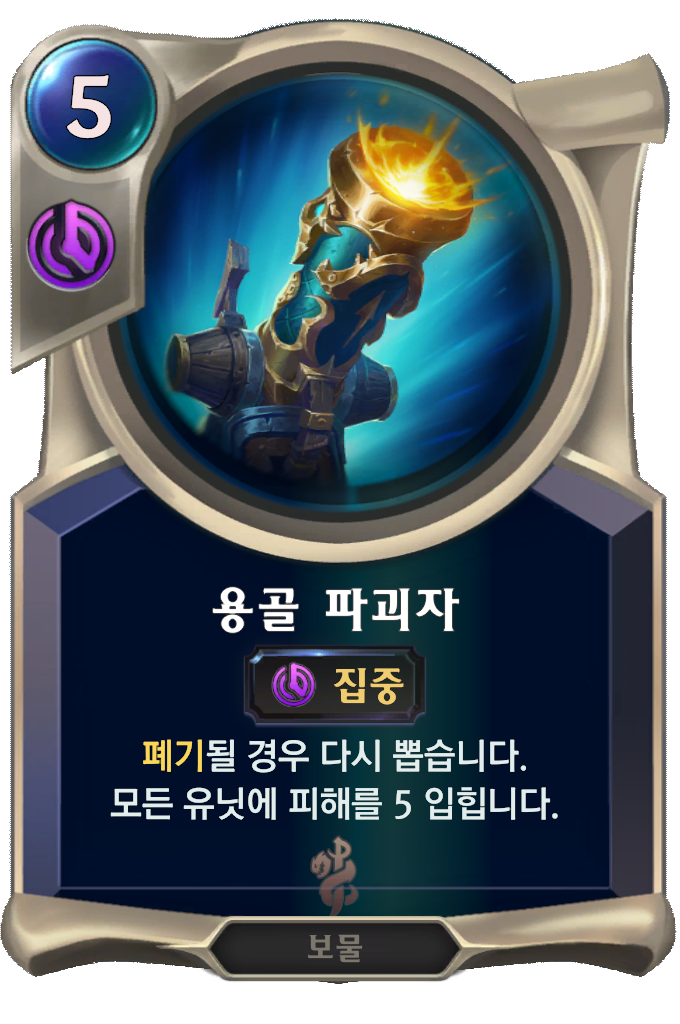 5
용골 파괴자
집중
폐기될 경우 다시 뽑습니다.
모든 유닛에 피해를 5 입힙니다.
보물